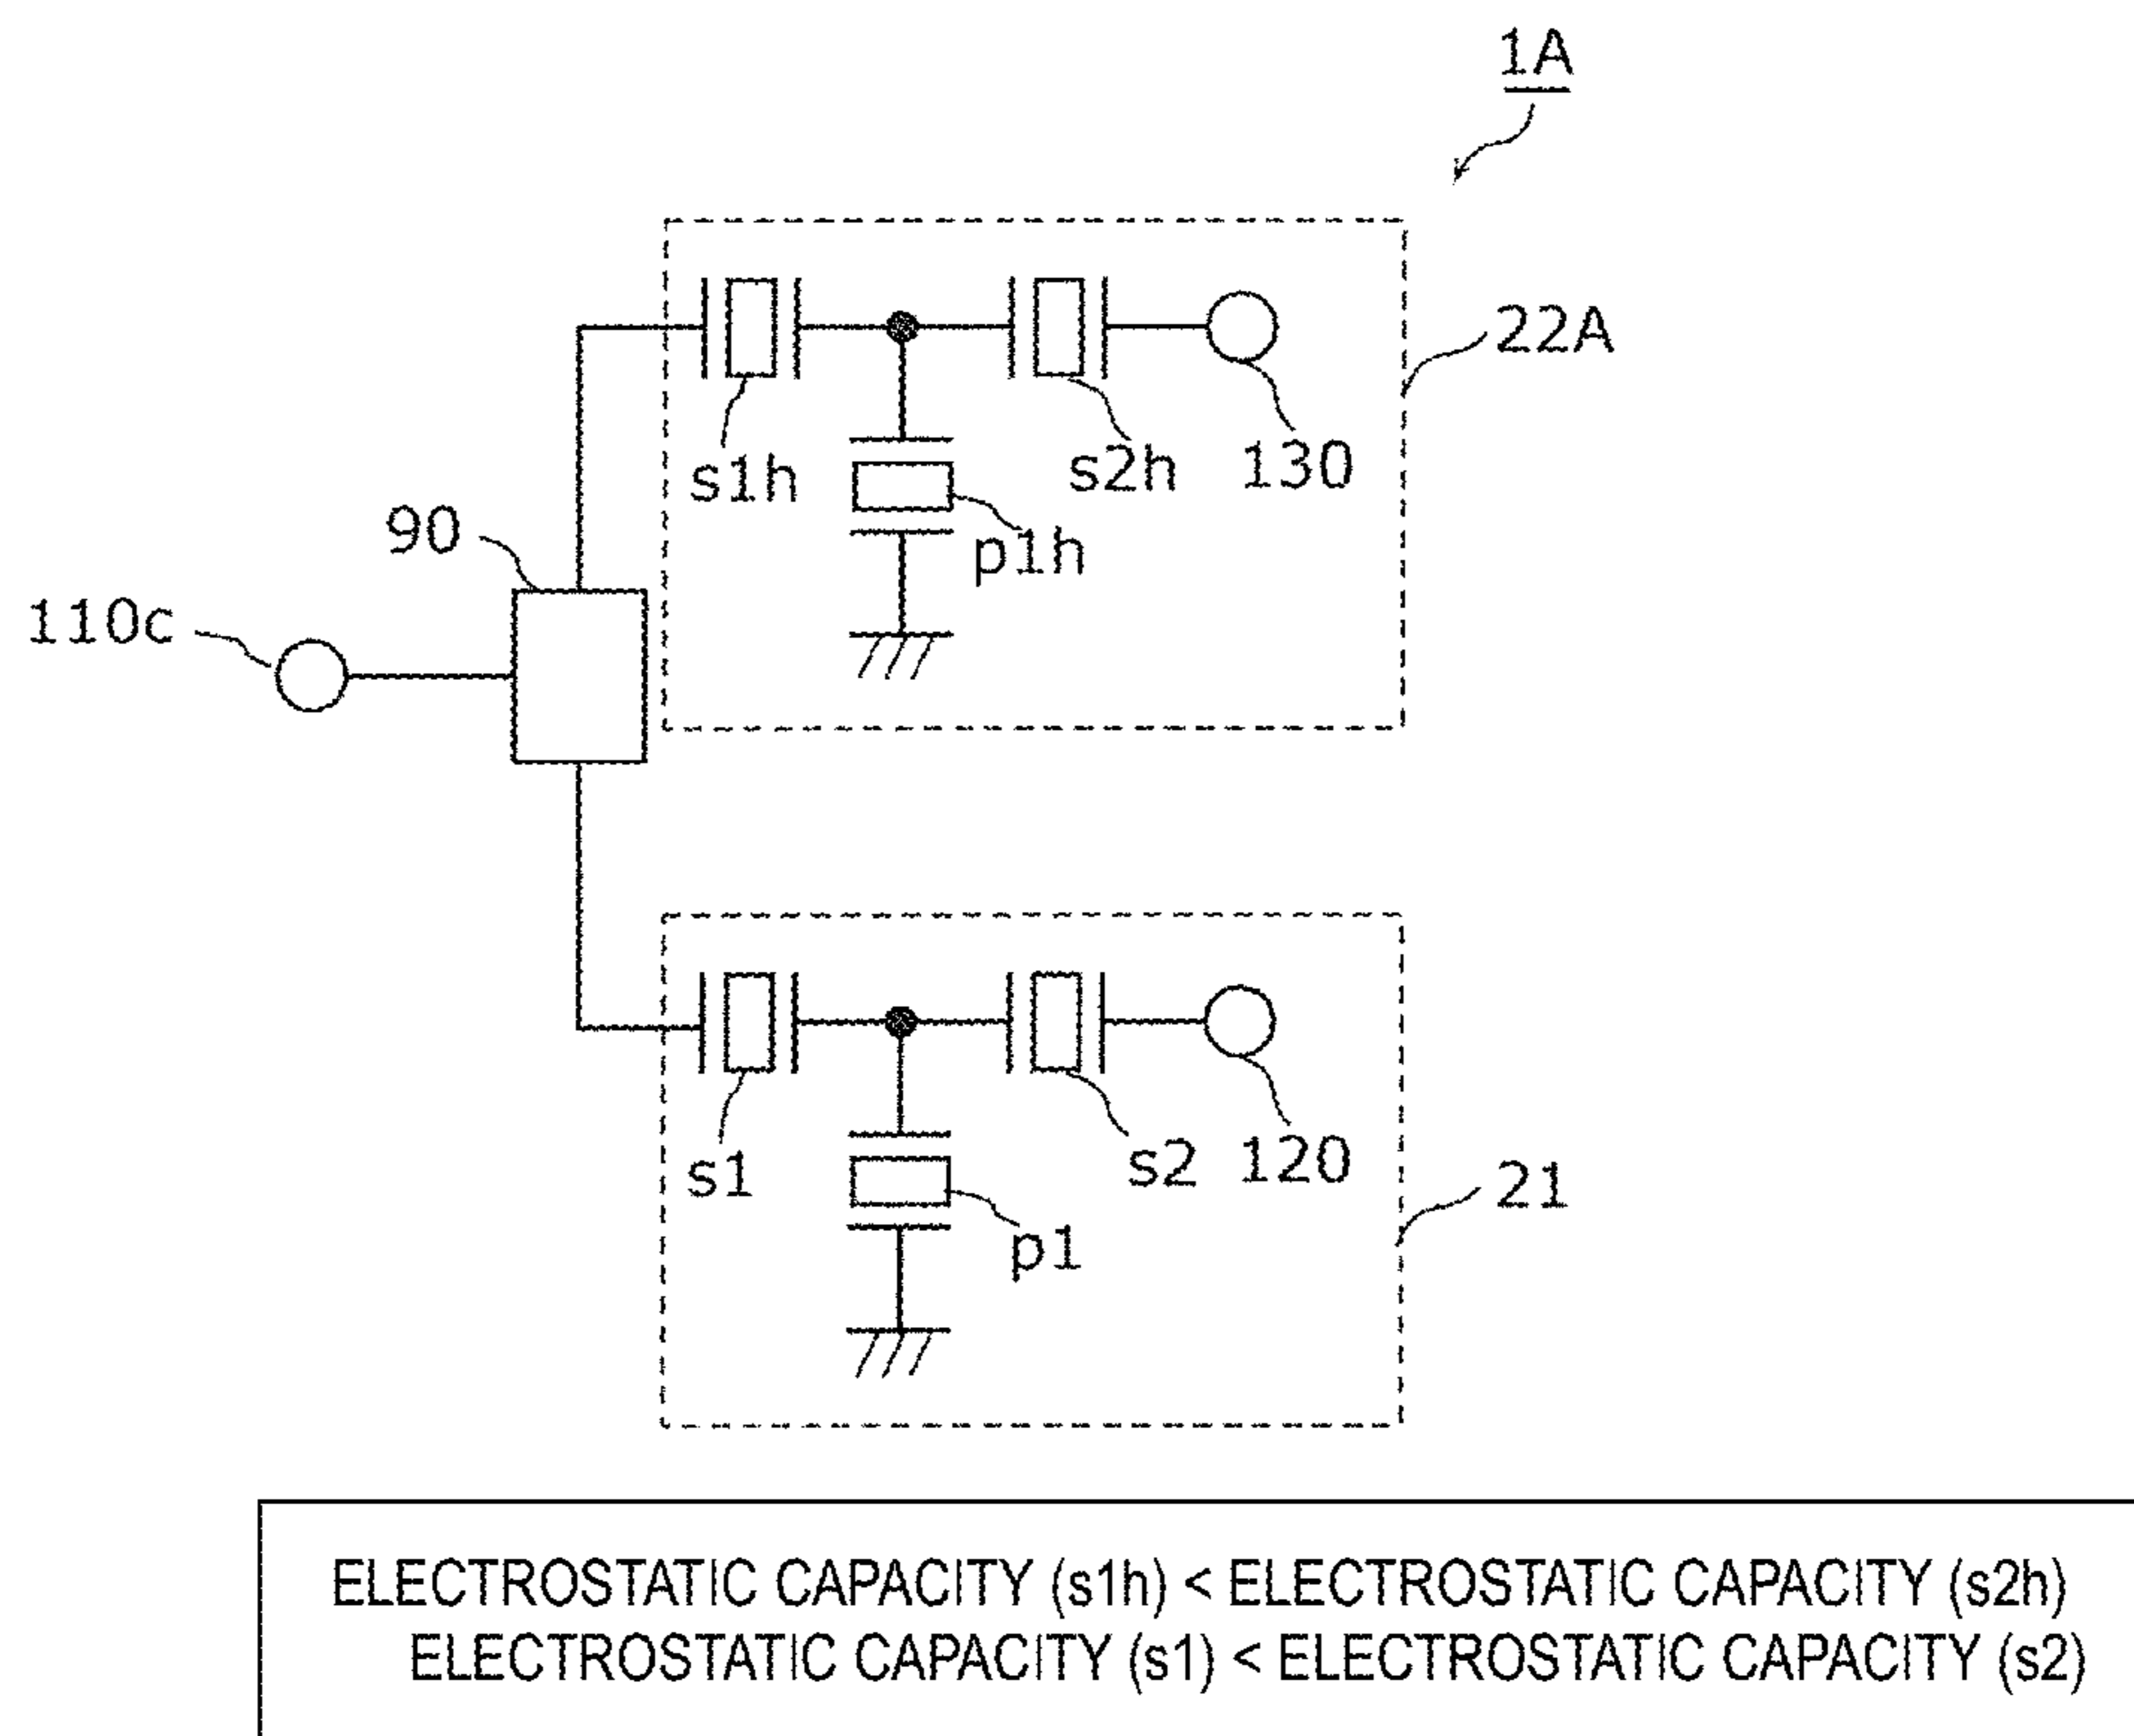 1A
22A
s1h
s2h
130
p1h
90
110c
s1
s2
120
21
p1
ELECTROSTATIC CAPACITY (s1h) < ELECTROSTATIC CAPACITY (s2h)
ELECTROSTATIC CAPACITY (s1) < ELECTROSTATIC CAPACITY (s2)